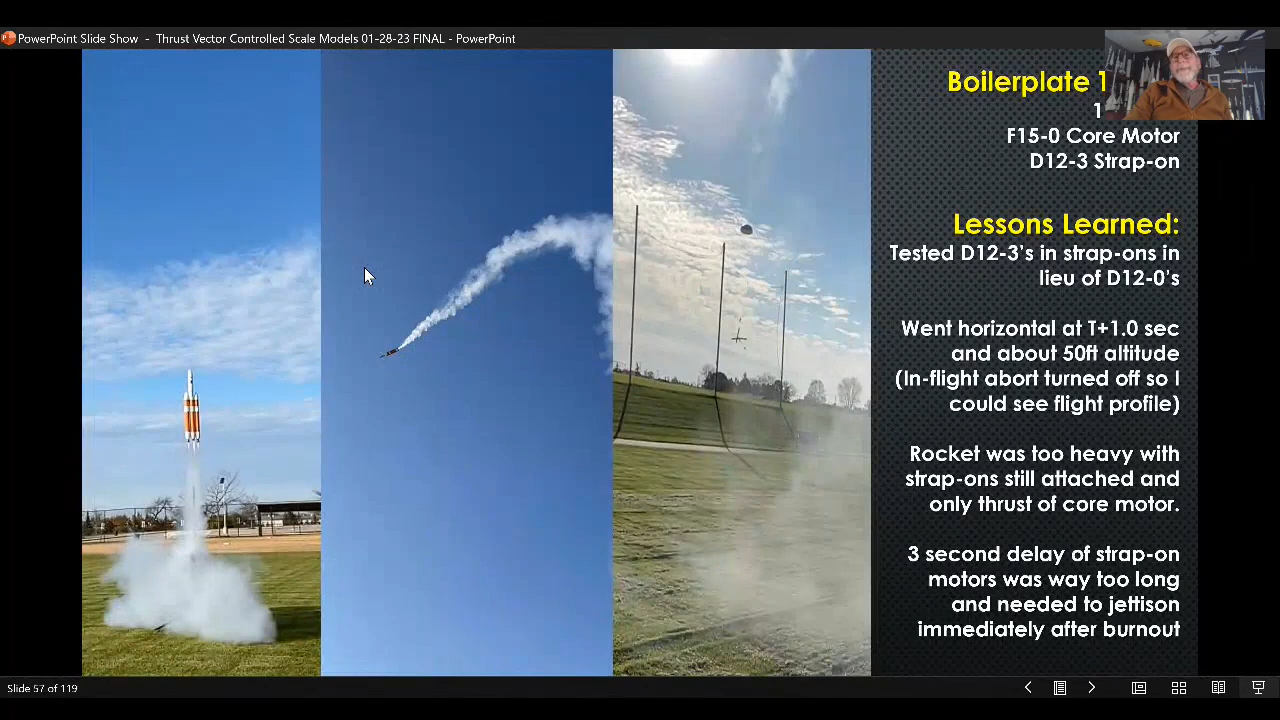 PowerPoint Slide Show - Thrust Vector Controlled Scale Models 01-28-23 FINAL - PowerPoint
Boilerplate 1
1
F15-0 Core Motor
D12-3 Strap-on
Lessons Learned:
Tested D12-3's in strap-ons in
lieu of D12-0's
Went horizontal at T+1.0 sec
and about 50ft altitude
(In-flight abort turned off so I
could see flight profile)
Rocket was too heavy with
strap-ons still attached and
only thrust of core motor.
3 second delay of strap-on
motors was way too long
and needed to jettison
immediately after burnout
Slide 57 of 119